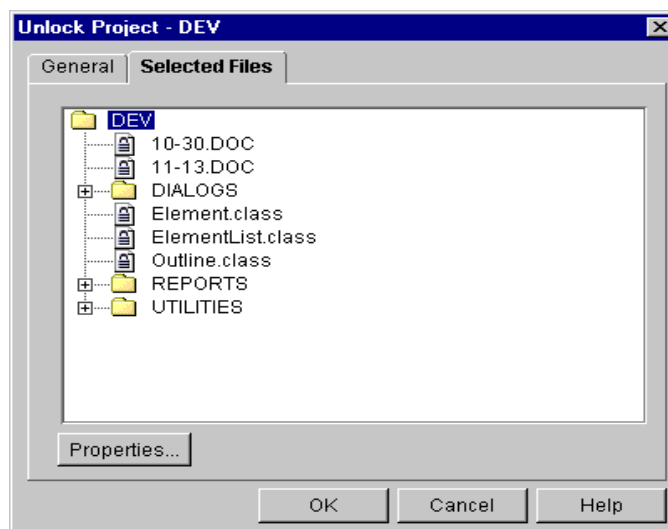 Unlock Project - DEV
General
Selected Files
DEV
10-30.DOC
11-13.DOC
DIALOGS
Element.class
ElementList.class
Outline.class
REPORTS
UTILITIES
Properties...
OK
Cancel
Help